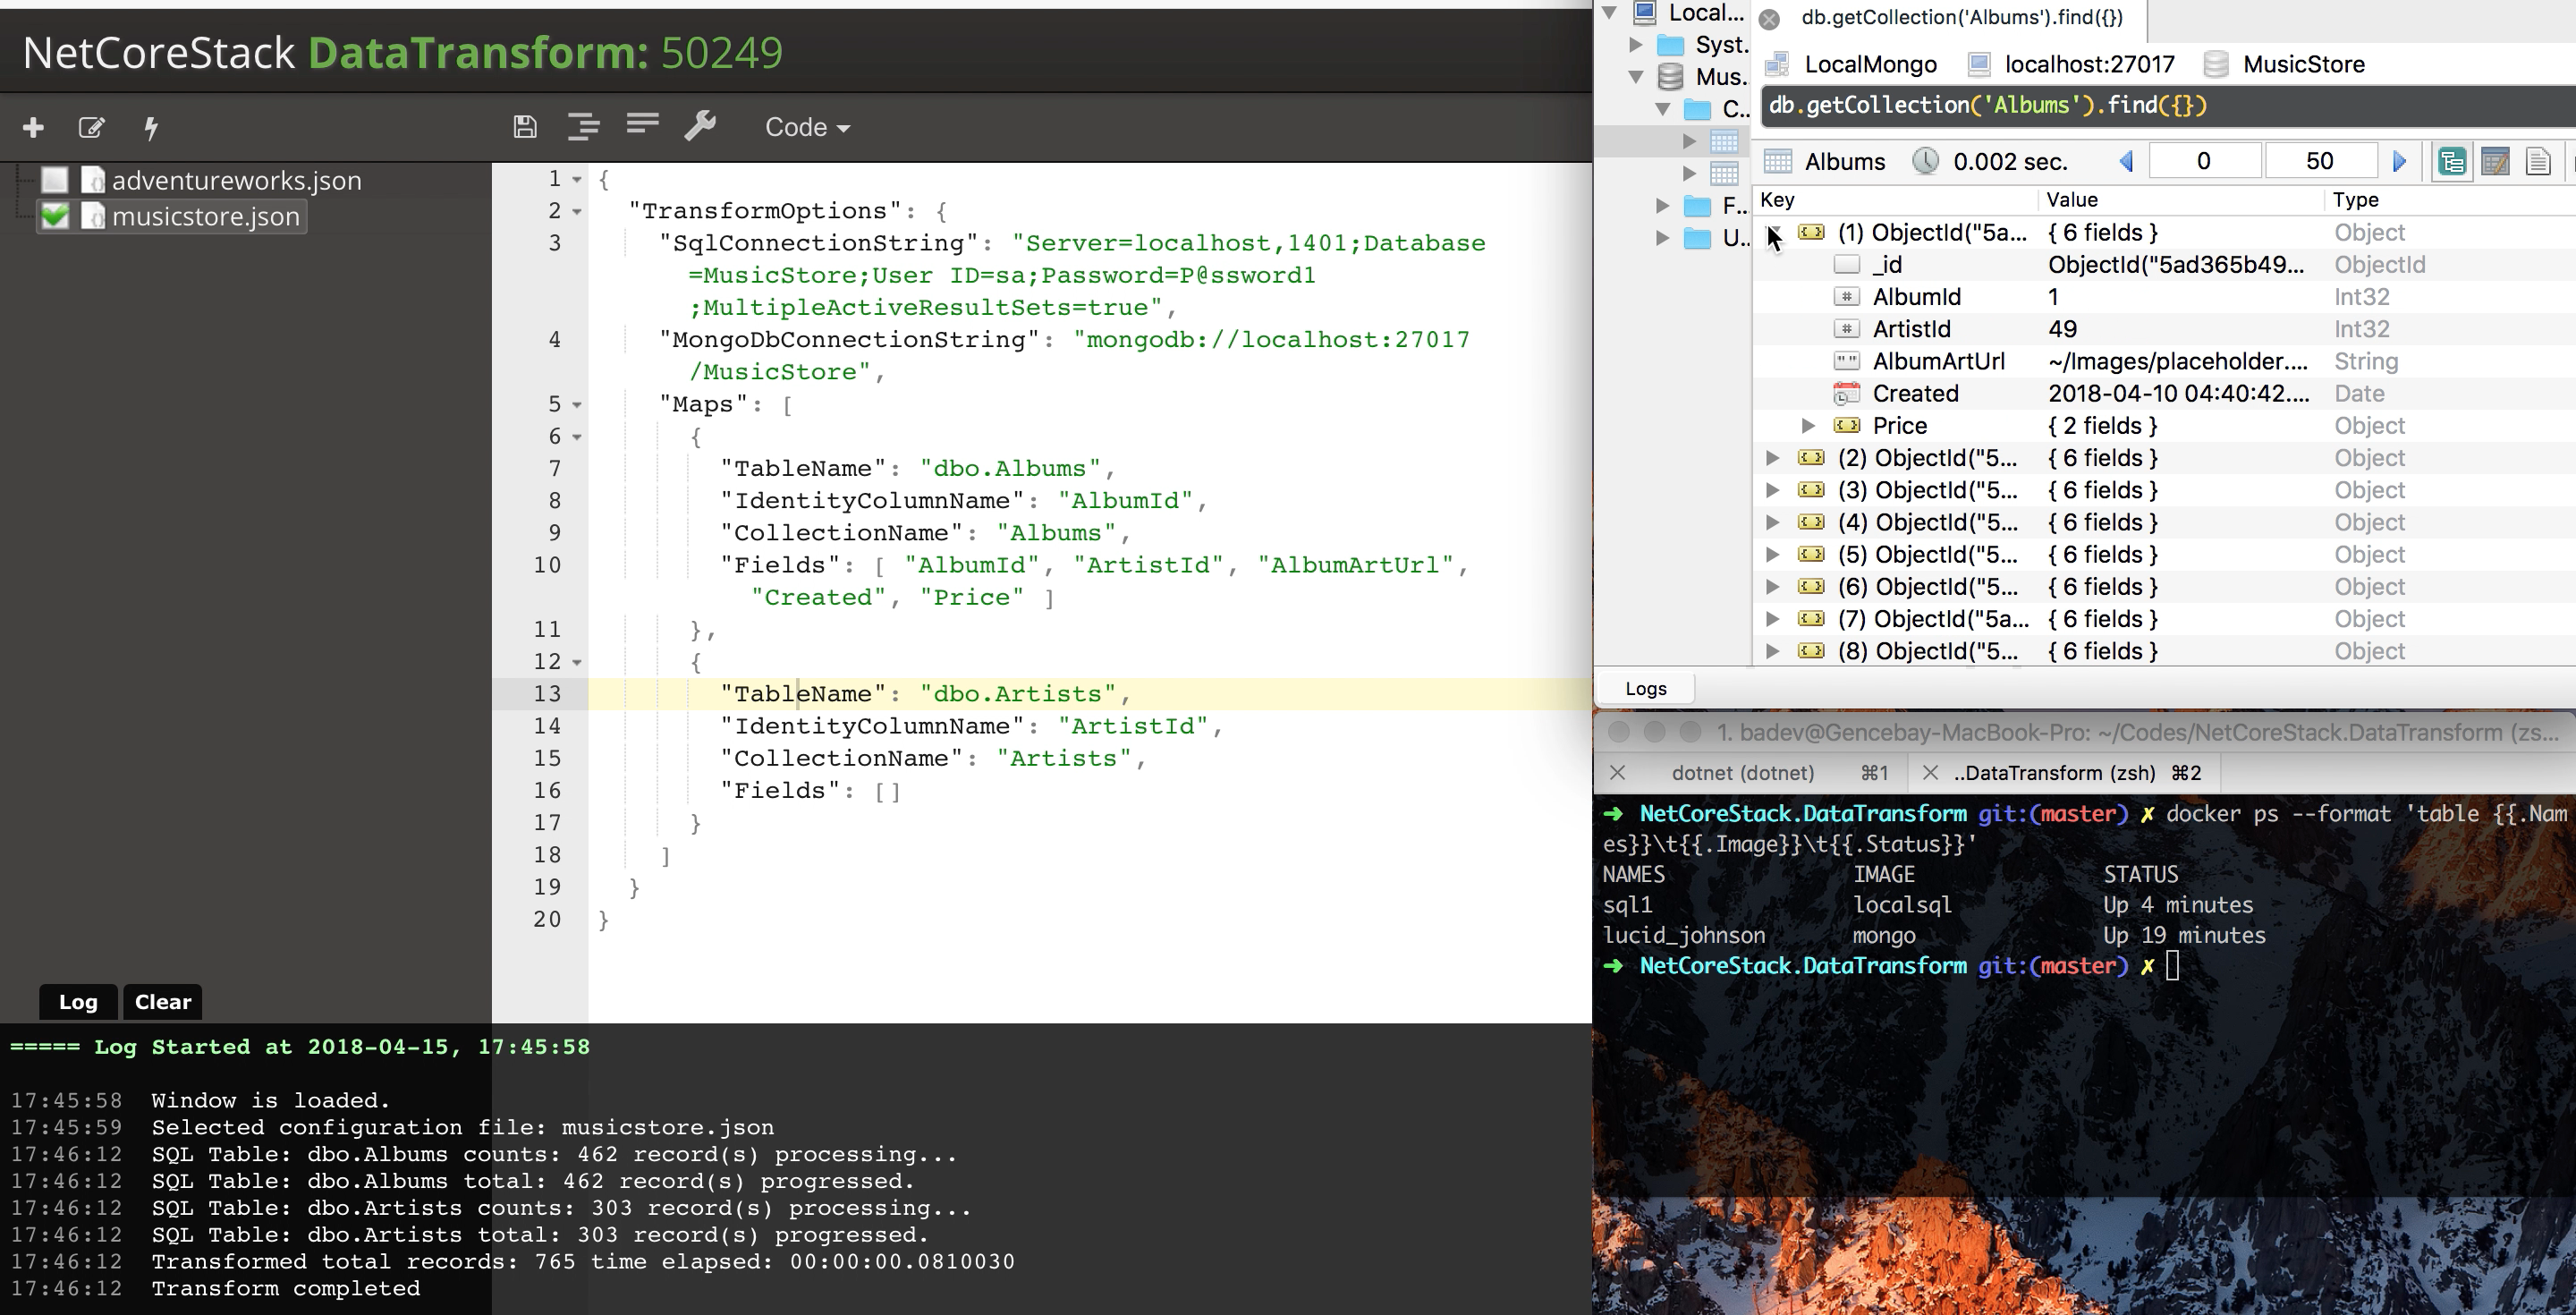 NetCoreStack DataTransform: 50249
Code
adventureworks.json
musicstore.json
1 {
2 "TransformOptions": {
3 "SqlConnectionString": "Server=localhost,1401;Database
=MusicStore;User ID=sa;Password=P@ssword1
;MultipleActiveResultSets=true",
4 "MongoDbConnectionString": "mongodb://localhost:27017
/MusicStore",
5 "Maps": [
6 {
7 "TableName": "dbo.Albums",
8 "IdentityColumnName": "AlbumId",
9 "CollectionName": "Albums",
10 "Fields": [ "AlbumId", "ArtistId", "AlbumArtUrl",
"Created", "Price" ]
11 },
12 {
13 "TableName": "dbo.Artists",
14 "IdentityColumnName": "ArtistId",
15 "CollectionName": "Artists",
16 "Fields": []
17 }
18 ]
19 }
20 }
Log Clear
===== Log Started at 2018-04-15, 17:45:58
17:45:58 Window is loaded.
17:45:59 Selected configuration file: musicstore.json
17:46:12 SQL Table: dbo.Albums counts: 462 record(s) processing...
17:46:12 SQL Table: dbo.Albums total: 462 record(s) progressed.
17:46:12 SQL Table: dbo.Artists counts: 303 record(s) processing...
17:46:12 SQL Table: dbo.Artists total: 303 record(s) progressed.
17:46:12 Transformed total records: 765 time elapsed: 00:00:00.0810030
17:46:12 Transform completed
Local...
Syst.
Mus.
C..
F..
U..
db.getCollection('Albums').find({})
LocalMongo localhost:27017 MusicStore
db.getCollection('Albums').find({})
Albums 0.002 sec. 0 50
Key Value Type
(1) ObjectId("5a... { 6 fields } Object
_id ObjectId("5ad365b49... ObjectId
# AlbumId 1 Int32
# ArtistId 49 Int32
"" AlbumArtUrl ~/Images/placeholder.... String
Created 2018-04-10 04:40:42.... Date
Price { 2 fields } Object
(2) ObjectId("5... { 6 fields } Object
(3) ObjectId("5... { 6 fields } Object
(4) ObjectId("5... { 6 fields } Object
(5) ObjectId("5... { 6 fields } Object
(6) ObjectId("5... { 6 fields } Object
(7) ObjectId("5a... { 6 fields } Object
(8) ObjectId("5... { 6 fields } Object
Logs
1. badev@Gencebay-MacBook-Pro: ~/Codes/NetCoreStack.DataTransform (zs...
dotnet (dotnet) ⌘1 ..DataTransform (zsh) ⌘2
➜ NetCoreStack.DataTransform git:(master) ✗ docker ps --format 'table {{.Nam
es}}\t{{.Image}}\t{{.Status}}'
NAMES IMAGE STATUS
sql1 localsql Up 4 minutes
lucid_johnson mongo Up 19 minutes
➜ NetCoreStack.DataTransform git:(master) ✗